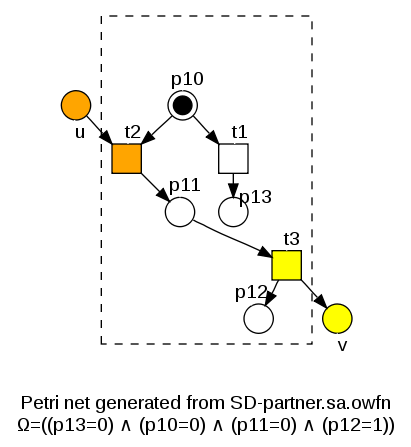 p10
u
t2
t1
p11
p13
t3
p12
v
Petri net generated from SD-partner.sa.owfn
Ω=((p13=0) ∧ (p10=0) ∧ (p11=0) ∧ (p12=1))